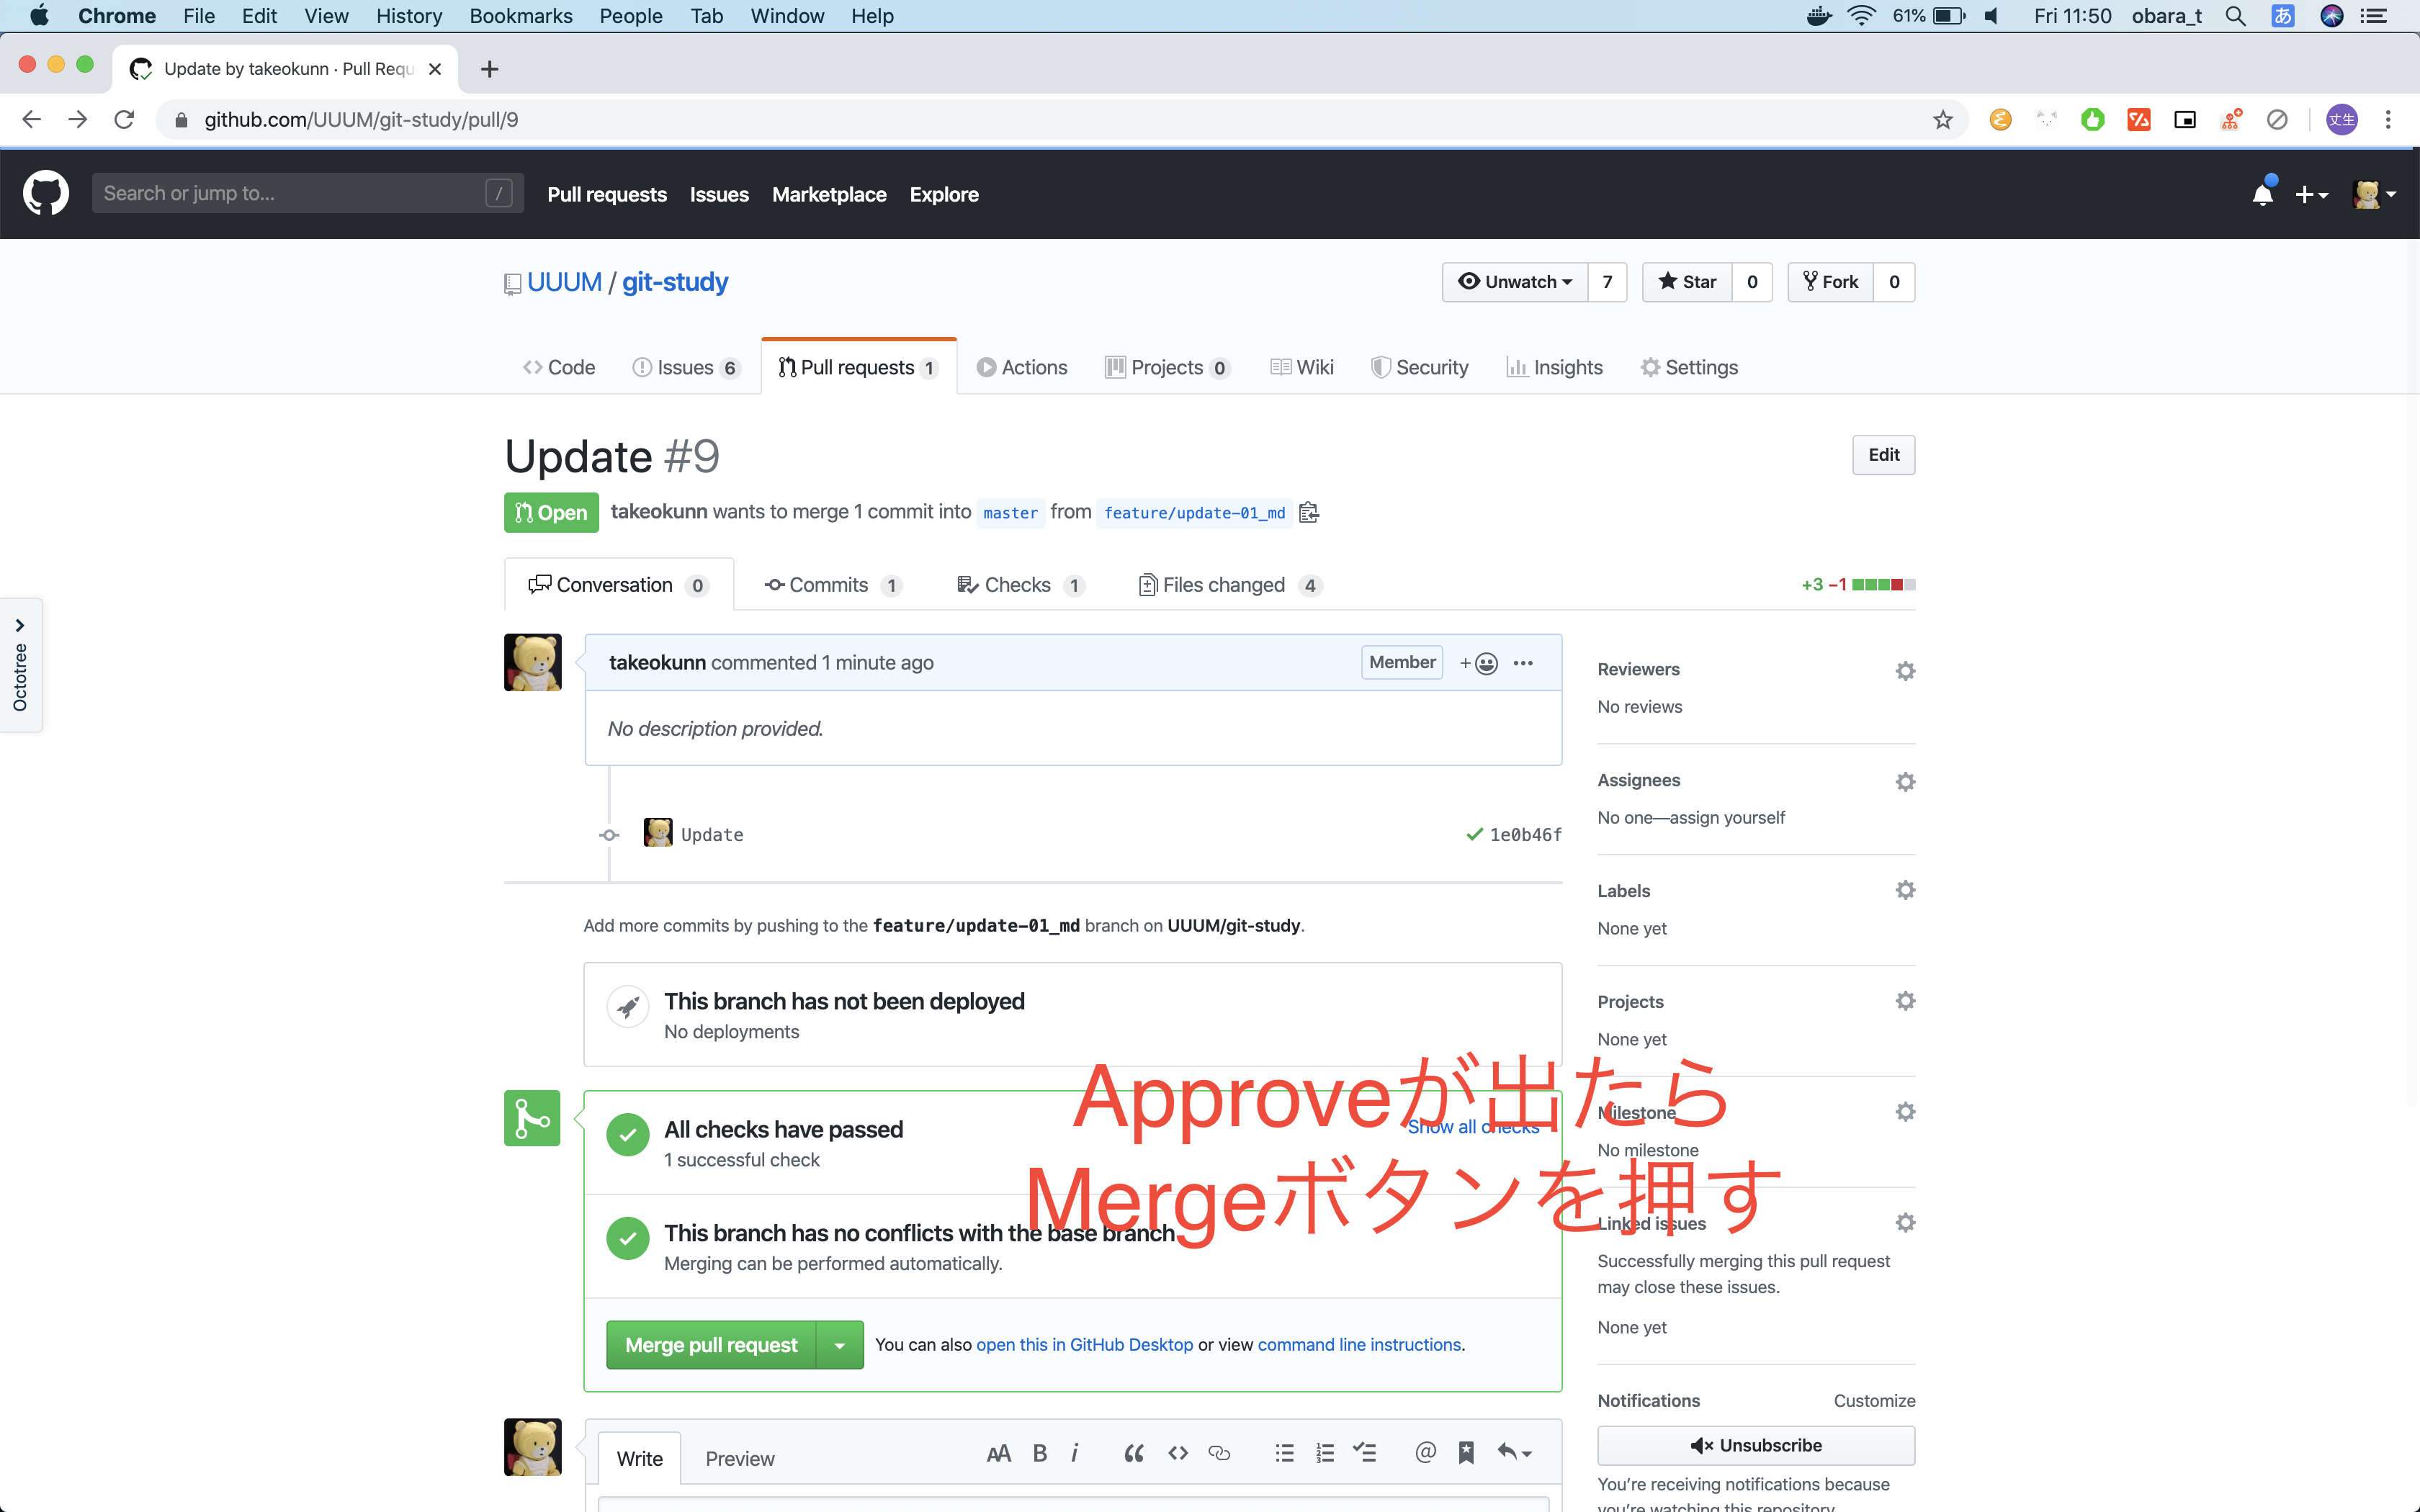 Chrome File Edit View History Bookmarks People Tab Window Help 61% Fri 11:50 obara_t あ
Update by takeokunn · Pull Requ
github.com/UUUM/git-study/pull/9 丈生
Search or jump to... / Pull requests Issues Marketplace Explore
UUUM / git-study Unwatch 7 Star 0 Fork 0
Code Issues 6 Pull requests 1 Actions Projects 0 Wiki Security Insights Settings
Update #9 Edit
Open takeokunn wants to merge 1 commit into master from feature/update-01_md
Conversation 0 Commits 1 Checks 1 Files changed 4 +3 −1
Octotree
takeokunn commented 1 minute ago Member
No description provided.
Update 1e0b46f
Add more commits by pushing to the feature/update-01_md branch on UUUM/git-study.
This branch has not been deployed
No deployments
All checks have passed
1 successful check
Show all checks
This branch has no conflicts with the base branch
Merging can be performed automatically.
Merge pull request You can also open this in GitHub Desktop or view command line instructions.
Approveが出たら
Mergeボタンを押す
Write Preview AA B i
Reviewers
No reviews
Assignees
No one—assign yourself
Labels
None yet
Projects
None yet
Milestone
No milestone
Linked issues
Successfully merging this pull request
may close these issues.
None yet
Notifications Customize
Unsubscribe
You’re receiving notifications because
you’re watching this repository.